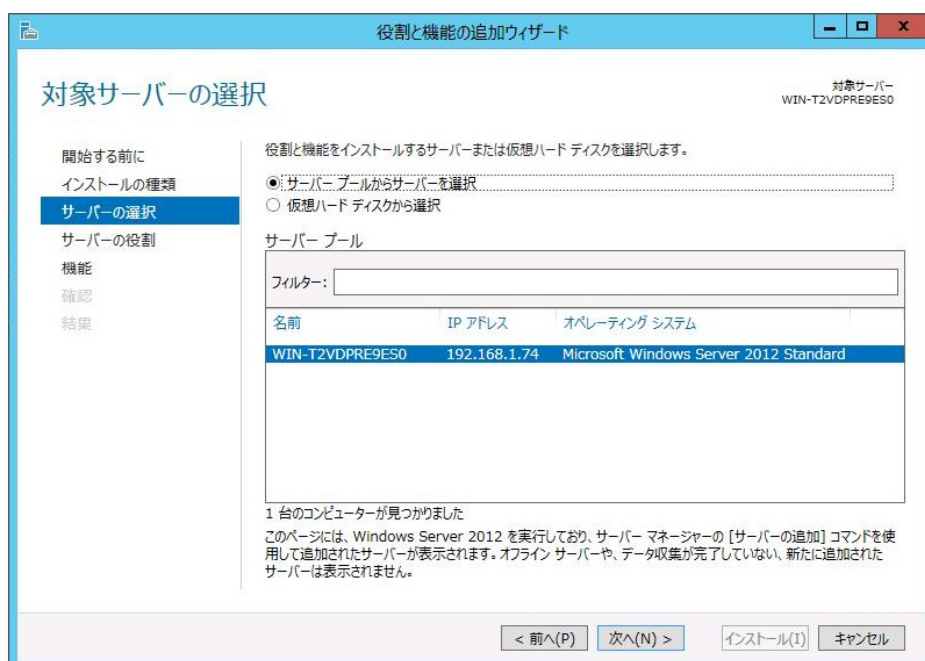 役割と機能の追加ウィザード
対象サーバーの選択
対象サーバー
WIN-T2VDPRE9ES0
開始する前に
インストールの種類
サーバーの選択
サーバーの役割
機能
確認
結果
役割と機能をインストールするサーバーまたは仮想ハード ディスクを選択します。
サーバー プールからサーバーを選択
仮想ハード ディスクから選択
サーバー プール
フィルター:
名前 IP アドレス オペレーティング システム
WIN-T2VDPRE9ES0 192.168.1.74 Microsoft Windows Server 2012 Standard
1 台のコンピューターが見つかりました
このページには、Windows Server 2012 を実行しており、サーバー マネージャーの [サーバーの追加] コマンドを使
用して追加されたサーバーが表示されます。オフライン サーバーや、データ収集が完了していない、新たに追加された
サーバーは表示されません。
< 前へ(P) 次へ(N) > インストール(I) キャンセル